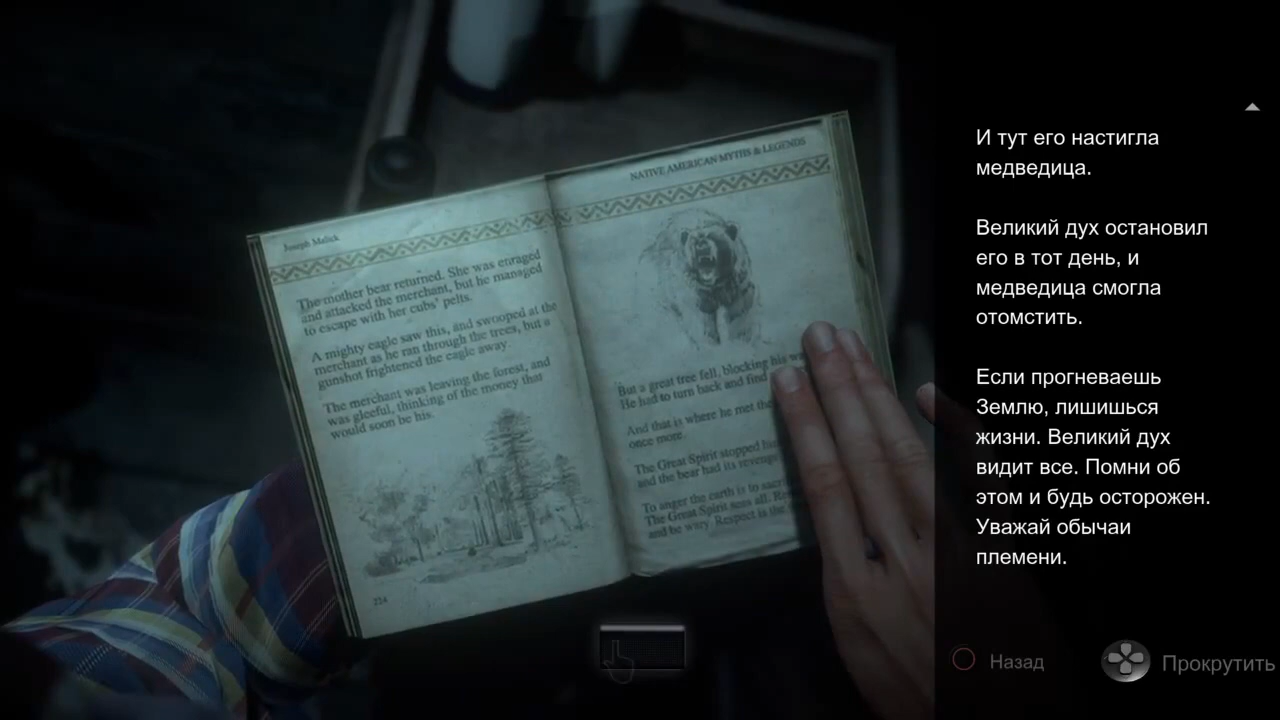 Joseph Malick
The mother bear returned. She was enraged
and attacked the merchant, but he managed
to escape with her cubs' pelts.
A mighty eagle saw this, and swooped at the
merchant as he ran through the trees, but a
gunshot frightened the eagle away.
The merchant was leaving the forest, and
was gleeful, thinking of the money that
would soon be his.
224
NATIVE AMERICAN MYTHS & LEGENDS
But a great tree fell, blocking his
He had to turn back and find
And that is where he met the
once more.
The Great Spirit stopped
and the bear had its revenge
To anger the earth is to
The Great Spirit sees all.
and be wary. Respect is the
И тут его настигла
медведица.
Великий дух остановил
его в тот день, и
медведица смогла
отомстить.
Если прогневаешь
Землю, лишишься
жизни. Великий дух
видит все. Помни об
этом и будь осторожен.
Уважай обычаи
племени.
Назад
Прокрутить